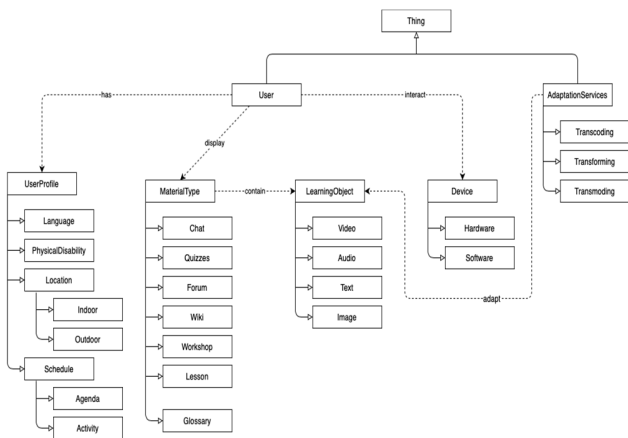 Thing
User
AdaptationServices
has
interact
display
Transcoding
Transforming
Transmoding
UserProfile
MaterialType
contain
LearningObject
Device
Language
PhysicalDisability
Location
Indoor
Outdoor
Schedule
Agenda
Activity
Chat
Quizzes
Forum
Wiki
Workshop
Lesson
Glossary
Video
Audio
Text
Image
Hardware
Software
adapt